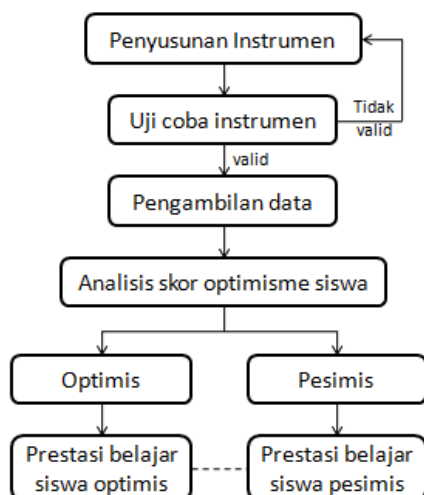 Penyusunan Instrumen
Uji coba instrumen
Tidak
valid
valid
Pengambilan data
Analisis skor optimisme siswa
Optimis
Pesimis
Prestasi belajar
siswa optimis
Prestasi belajar
siswa pesimis